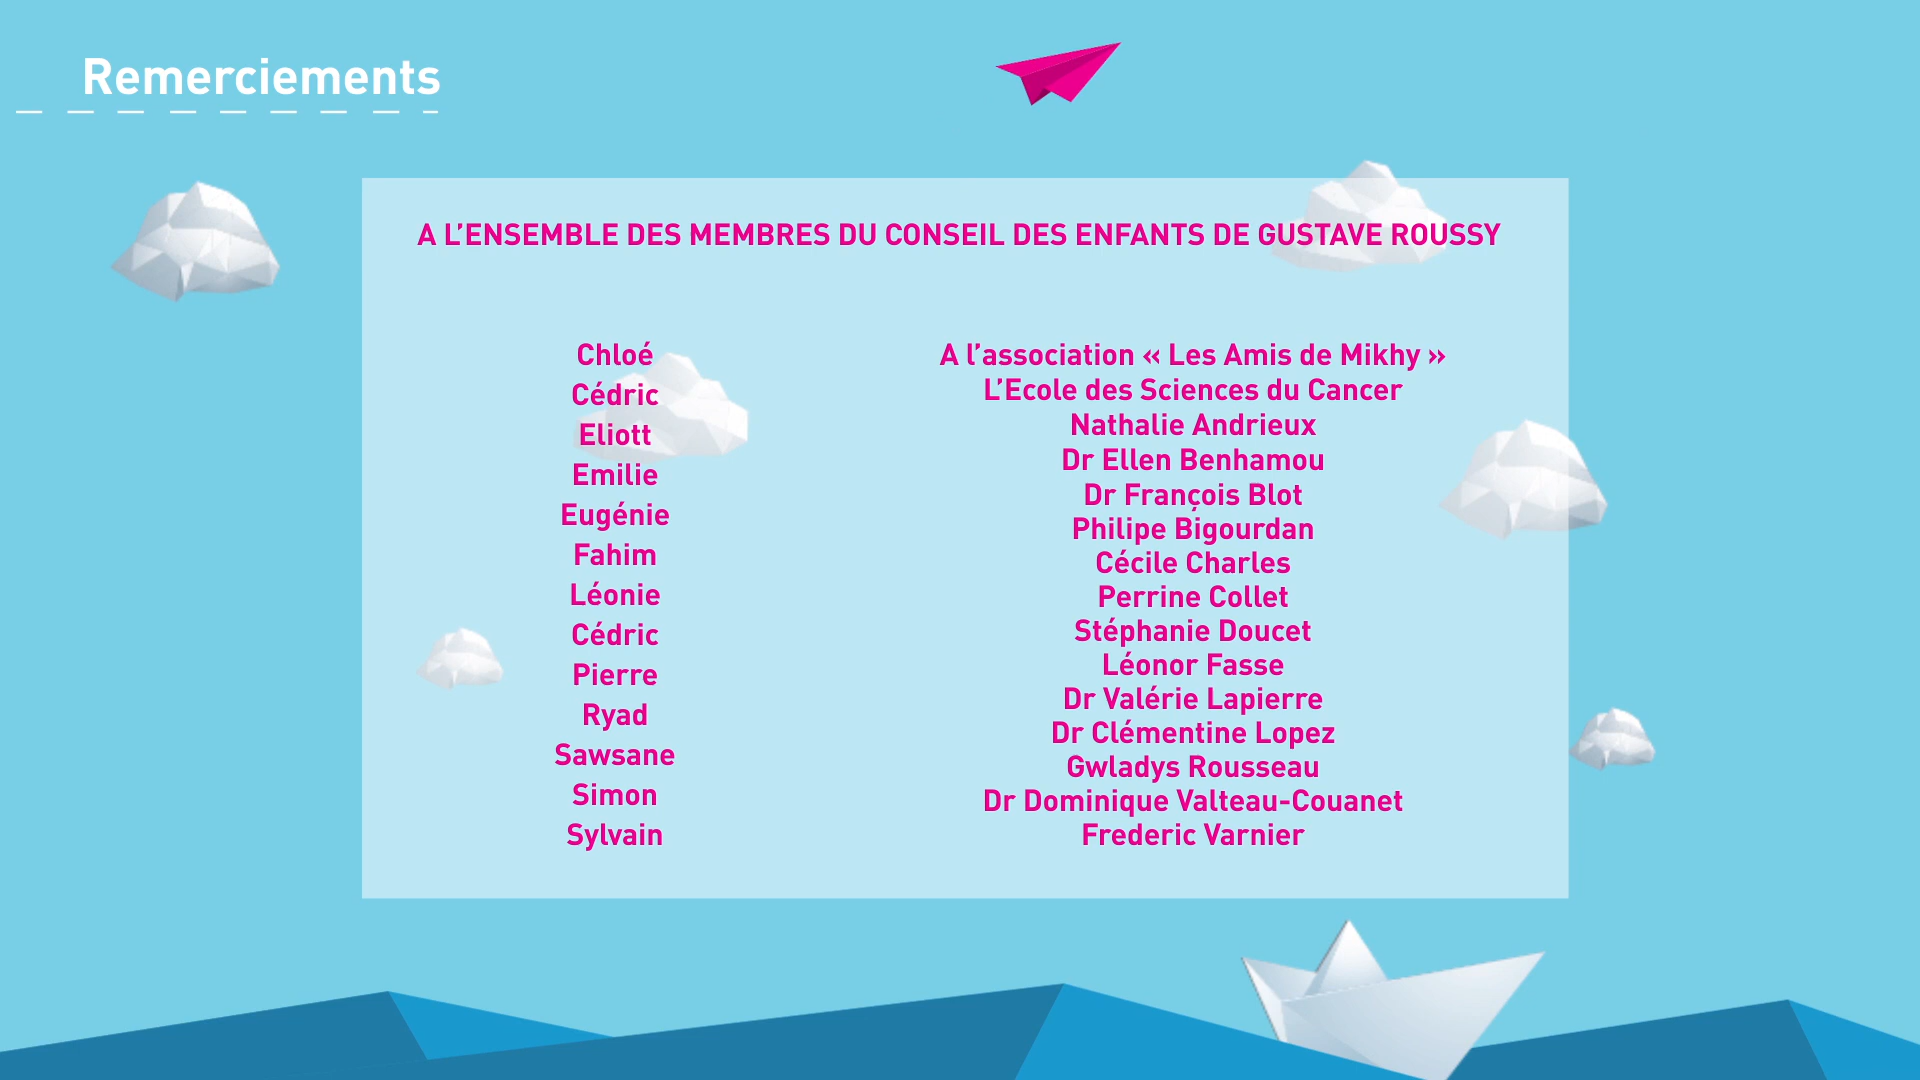 Remerciements
A L’ENSEMBLE DES MEMBRES DU CONSEIL DES ENFANTS DE GUSTAVE ROUSSY
Chloé
Cédric
Eliott
Emilie
Eugénie
Fahim
Léonie
Cédric
Pierre
Ryad
Sawsane
Simon
Sylvain
A l’association « Les Amis de Mikhy »
L’Ecole des Sciences du Cancer
Nathalie Andrieux
Dr Ellen Benhamou
Dr François Blot
Philipe Bigourdan
Cécile Charles
Perrine Collet
Stéphanie Doucet
Léonor Fasse
Dr Valérie Lapierre
Dr Clémentine Lopez
Gwladys Rousseau
Dr Dominique Valteau-Couanet
Frederic Varnier